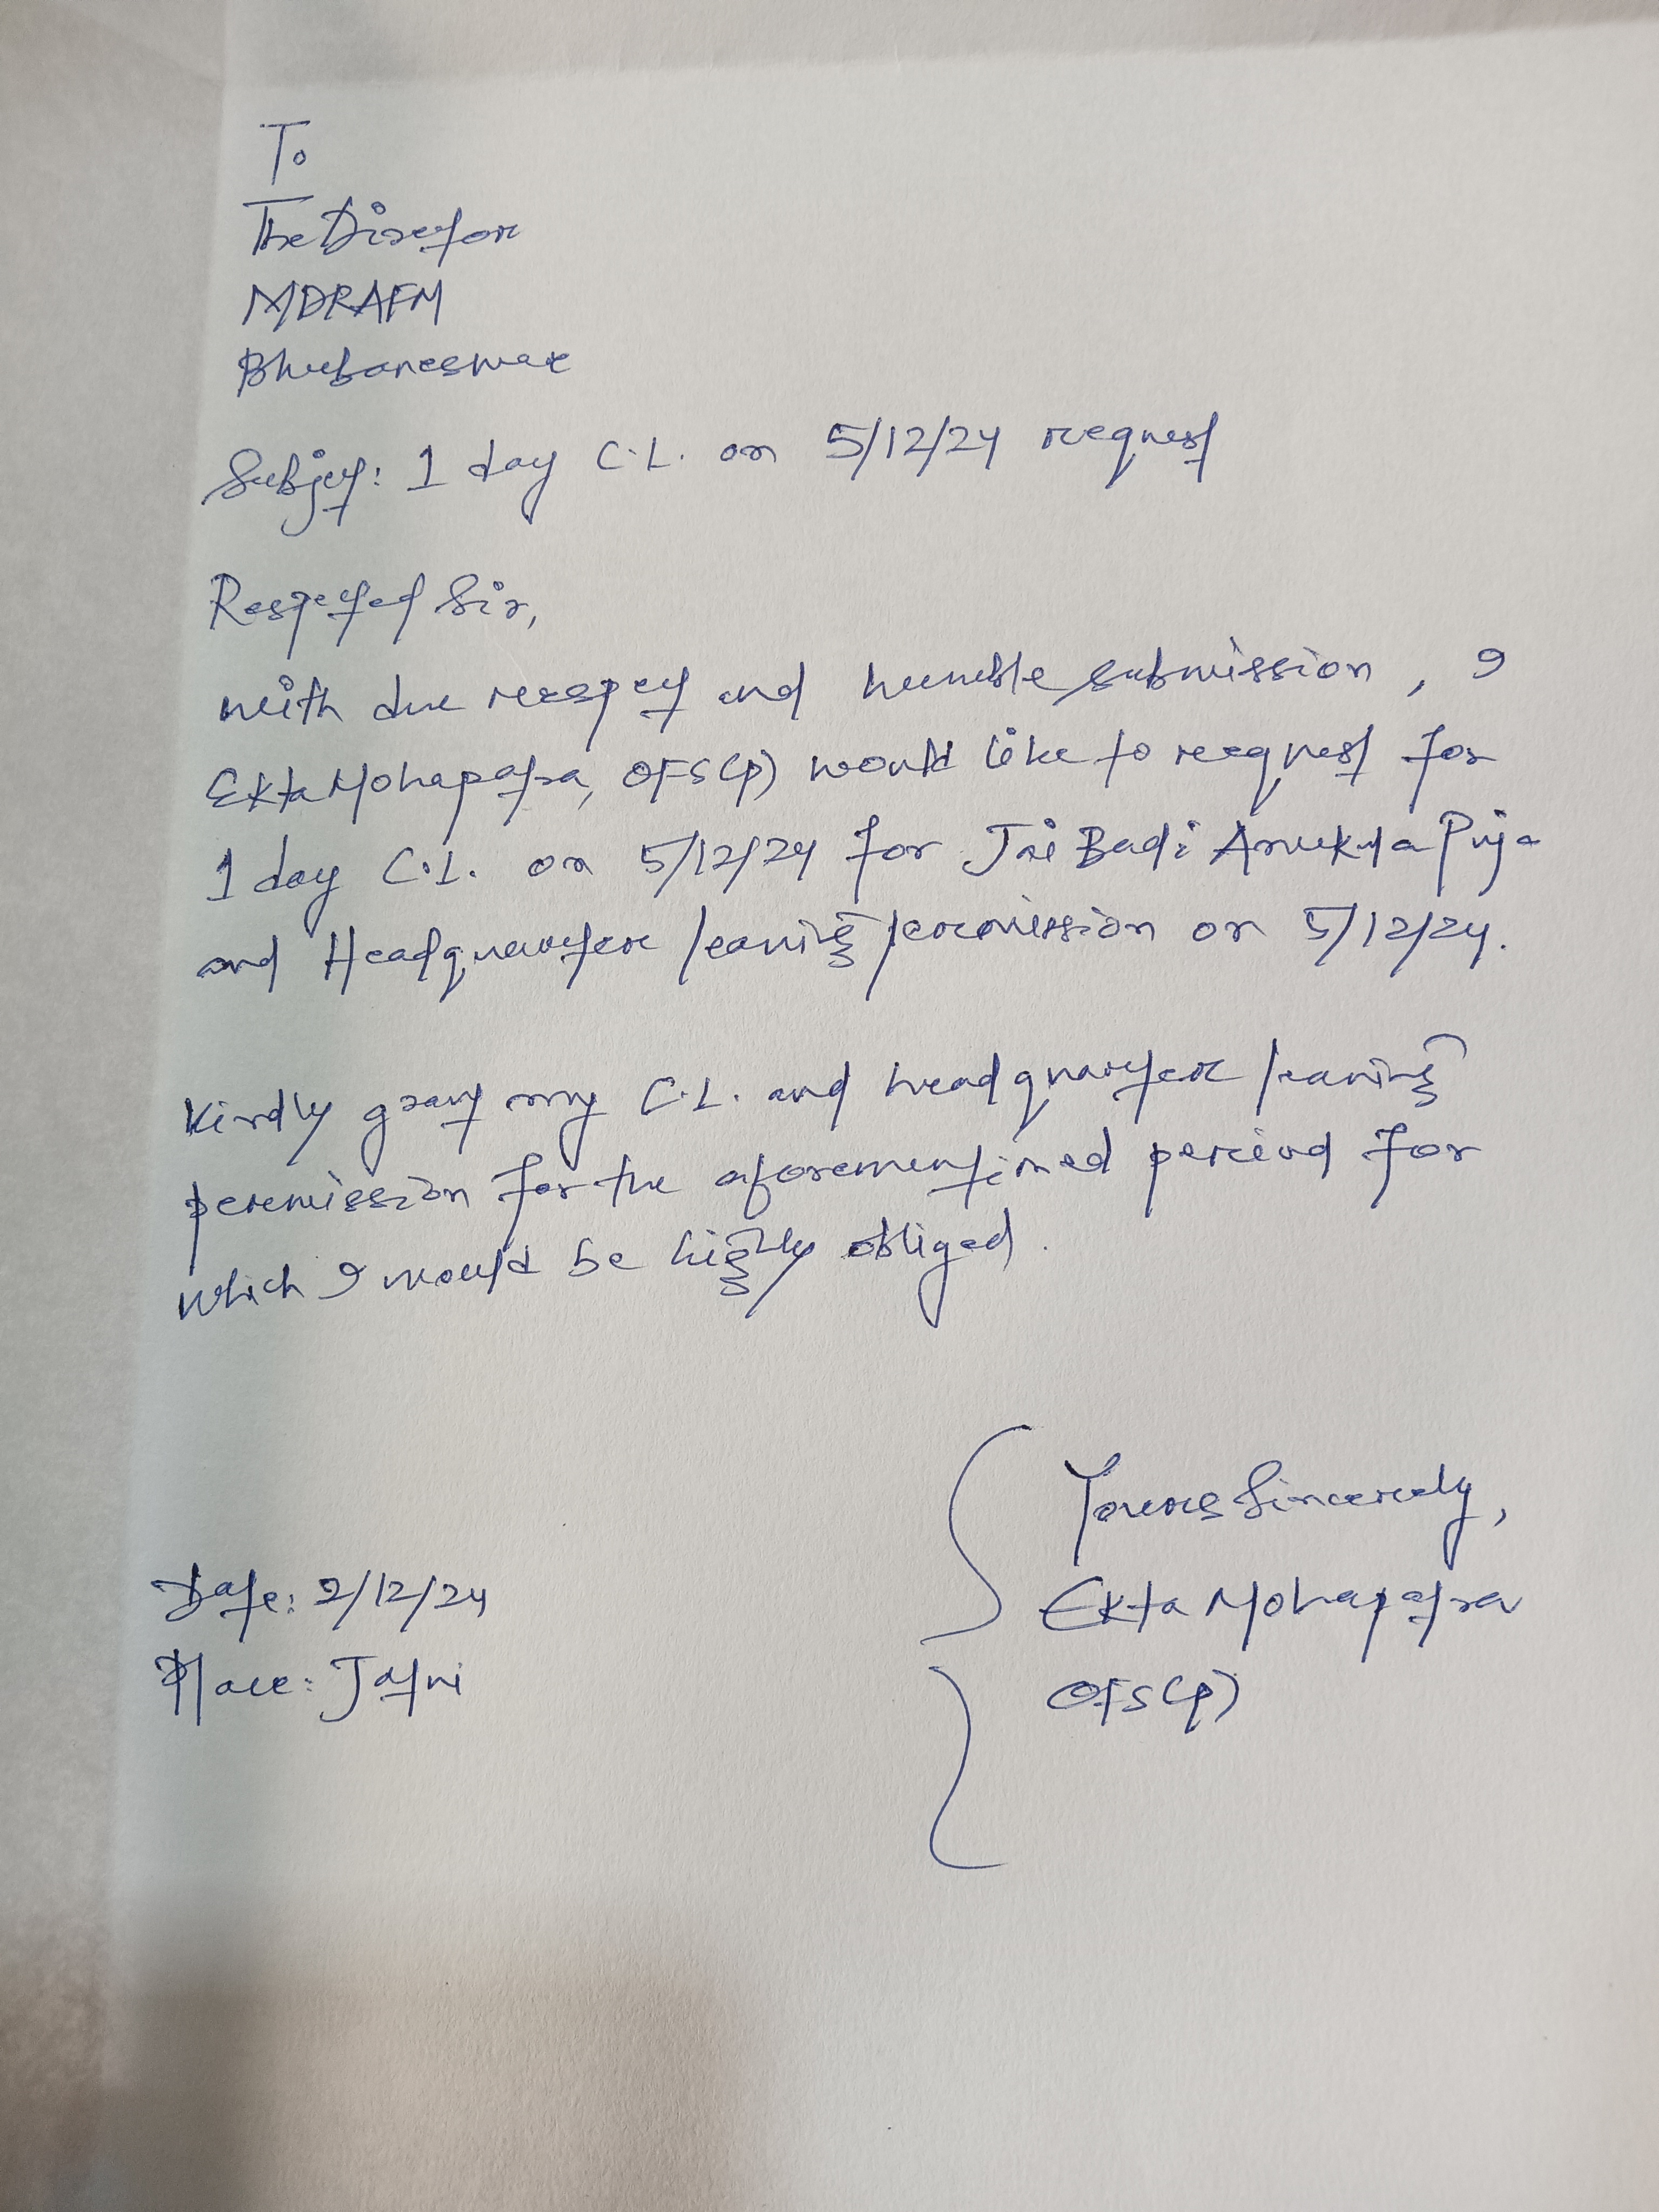 To
The Director
MDRAFM
Bhubaneswar
Subject: 1 day C.L. on 5/12/24 request
Respected Sir,
with due respect and humble submission, I
Ekta Mohapatra, OFS(P) would like to request for
1 day C.L. on 5/12/24 for Jai Badi Puja
and Headquarter leaving permission on 5/12/24.
Kindly grant my C.L. and headquarter leaving
permission for the aforementioned period for
which I would be highly obliged.
Yours Sincerely,
Date: 2/12/24 Ekta Mohapatra
Place: Jatni OFS(P)